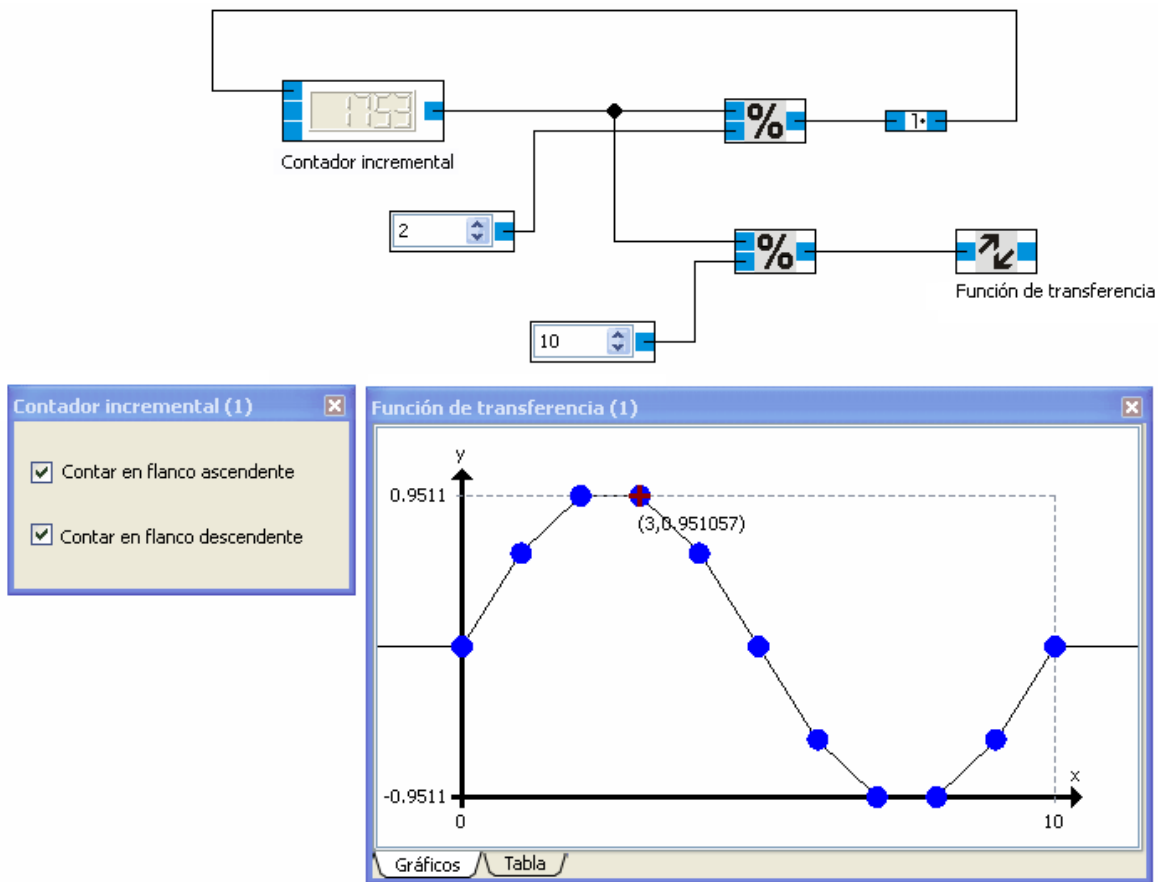 1753
%
1
Contador incremental
2
%
Función de transferencia
10
Contador incremental (1)
Contar en flanco ascendente
Contar en flanco descendente
Función de transferencia (1)
y
0.9511
(3,0.951057)
x
-0.9511
0
10
Gráficos
Tabla